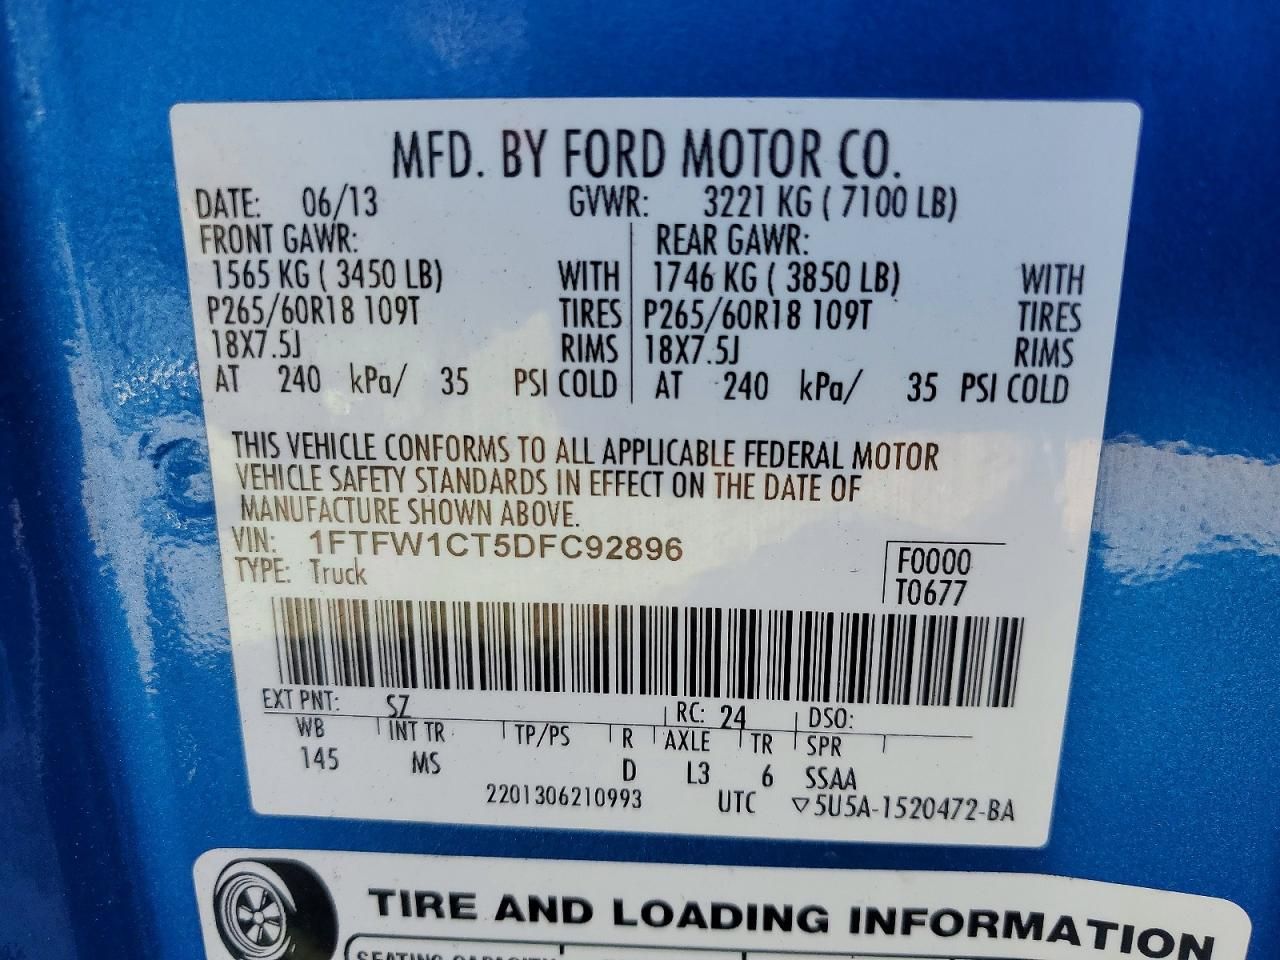 MFD. BY FORD MOTOR CO.
DATE: 06/13 GVWR: 3221 KG ( 7100 LB)
FRONT GAWR: REAR GAWR:
1565 KG ( 3450 LB) WITH 1746 KG ( 3850 LB) WITH
P265/60R18 109T TIRES P265/60R18 109T TIRES
18X7.5J RIMS 18X7.5J RIMS
AT 240 kPa/ 35 PSI COLD AT 240 kPa/ 35 PSI COLD
THIS VEHICLE CONFORMS TO ALL APPLICABLE FEDERAL MOTOR
VEHICLE SAFETY STANDARDS IN EFFECT ON THE DATE OF
MANUFACTURE SHOWN ABOVE.
VIN: 1FTFW1CT5DFC92896
TYPE: Truck
F0000
T0677
EXT PNT: SZ RC: 24 DSO:
WB INT TR TP/PS R AXLE TR SPR
145 MS D L3 6 SSAA
2201306210993 UTC ▽5U5A-1520472-BA
TIRE AND LOADING INFORMATION
SEATING CAPACITY